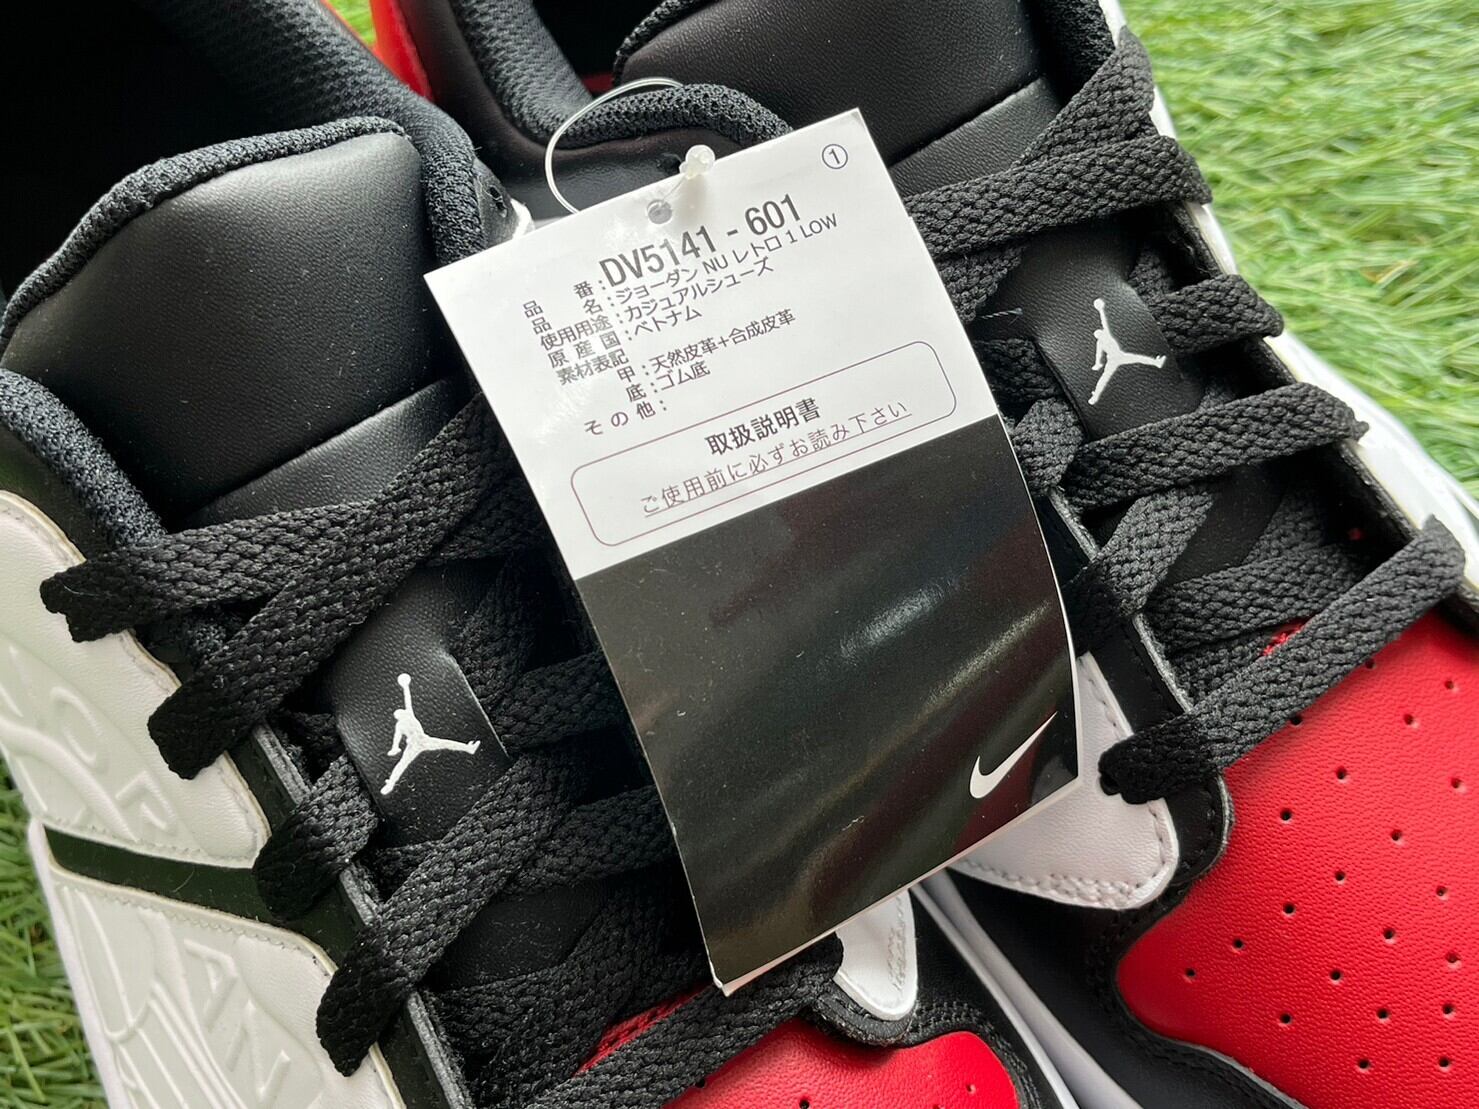 ①
品 番:DV5141 - 601
品 名:ジョーダン NU レトロ 1 LOW
使用用途:カジュアルシューズ
原 産 国:ベトナム
素材表記
甲:天然皮革+合成皮革
底:ゴム底
そ の 他:
取扱説明書
ご使用前に必ずお読み下さい